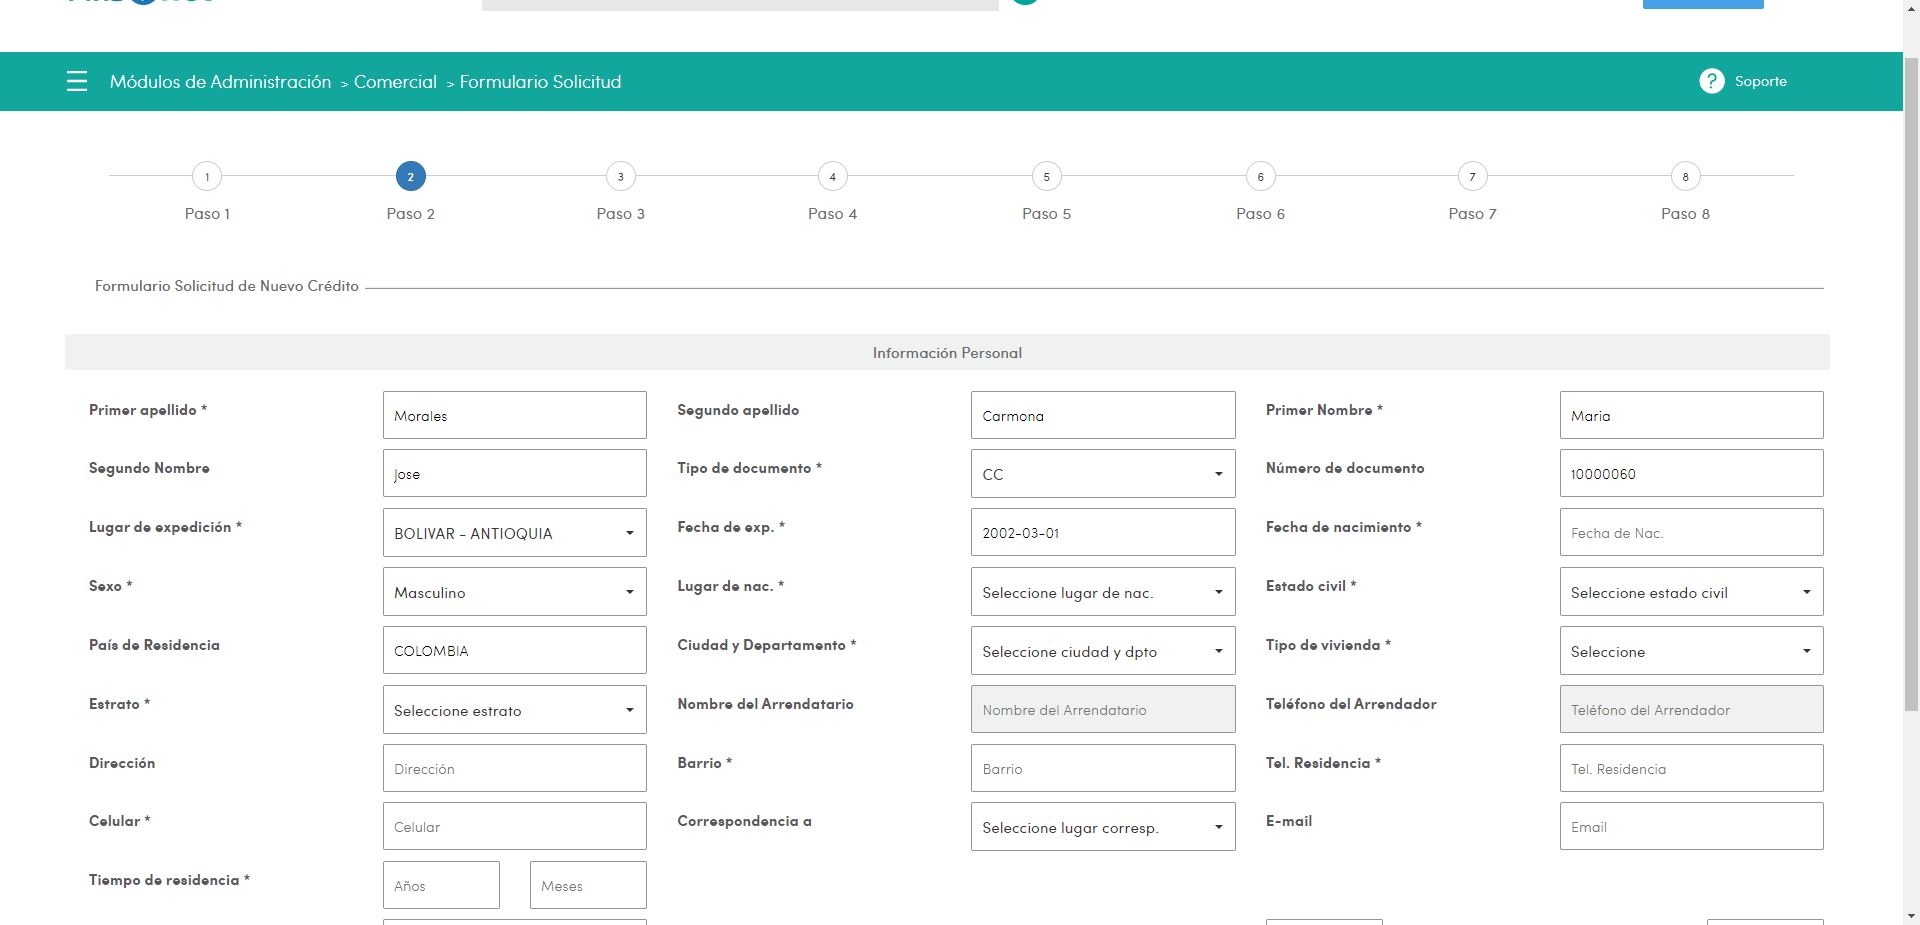 Módulos de Administración > Comercial > Formulario Solicitud
? Soporte
1 2 3 4 5 6 7 8
Paso 1 Paso 2 Paso 3 Paso 4 Paso 5 Paso 6 Paso 7 Paso 8
Formulario Solicitud de Nuevo Crédito
Información Personal
Primer apellido * Morales Segundo apellido Carmona Primer Nombre * Maria
Segundo Nombre Jose Tipo de documento * CC Número de documento 10000060
Lugar de expedición * BOLIVAR - ANTIOQUIA Fecha de exp. * 2002-03-01 Fecha de nacimiento * Fecha de Nac.
Sexo * Masculino Lugar de nac. * Seleccione lugar de nac. Estado civil * Seleccione estado civil
País de Residencia COLOMBIA Ciudad y Departamento * Seleccione ciudad y dpto Tipo de vivienda * Seleccione
Estrato * Seleccione estrato Nombre del Arrendatario Nombre del Arrendatario Teléfono del Arrendador Teléfono del Arrendador
Dirección Dirección Barrio * Barrio Tel. Residencia * Tel. Residencia
Celular * Celular Correspondencia a Seleccione lugar corresp. E-mail Email
Tiempo de residencia * Años Meses